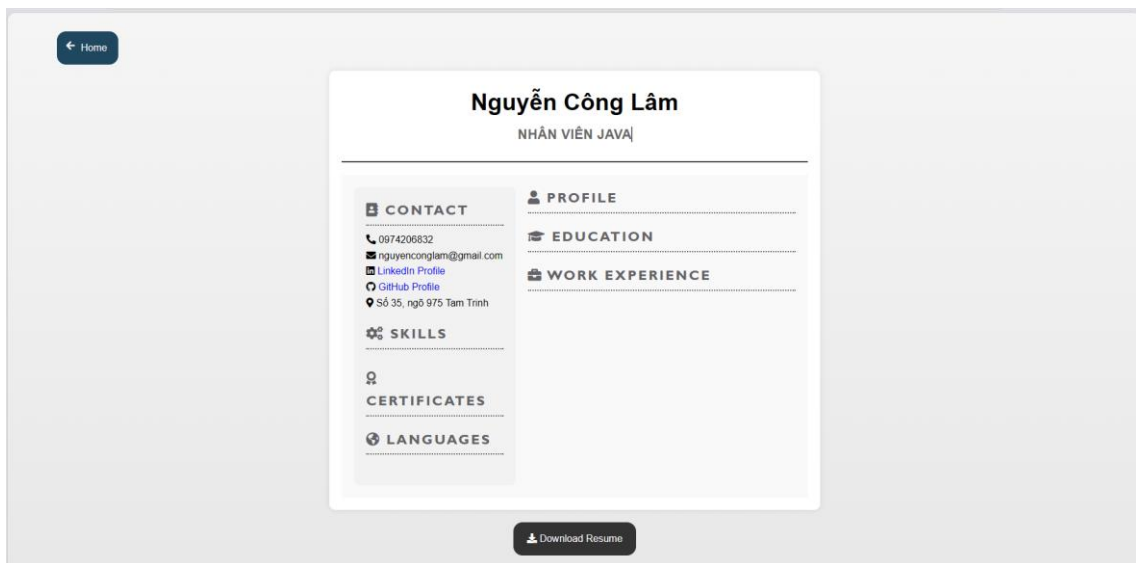 Home
Nguyễn Công Lâm
NHÂN VIÊN JAVA
CONTACT
0974206832
nguyenconglam@gmail.com
LinkedIn Profile
GitHub Profile
Số 35, ngõ 975 Tam Trinh
SKILLS
CERTIFICATES
LANGUAGES
PROFILE
EDUCATION
WORK EXPERIENCE
Download Resume